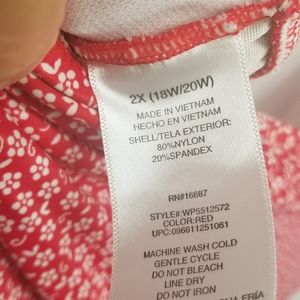 2X (18W/20W)
MADE IN VIETNAM
HECHO EN VIETNAM
SHELL/TELA EXTERIOR:
80%NYLON
20%SPANDEX
RN#16687
STYLE#:WP5512572
COLOR:RED
UPC:096611251061
MACHINE WASH COLD
GENTLE CYCLE
DO NOT BLEACH
LINE DRY
DO NOT IRON